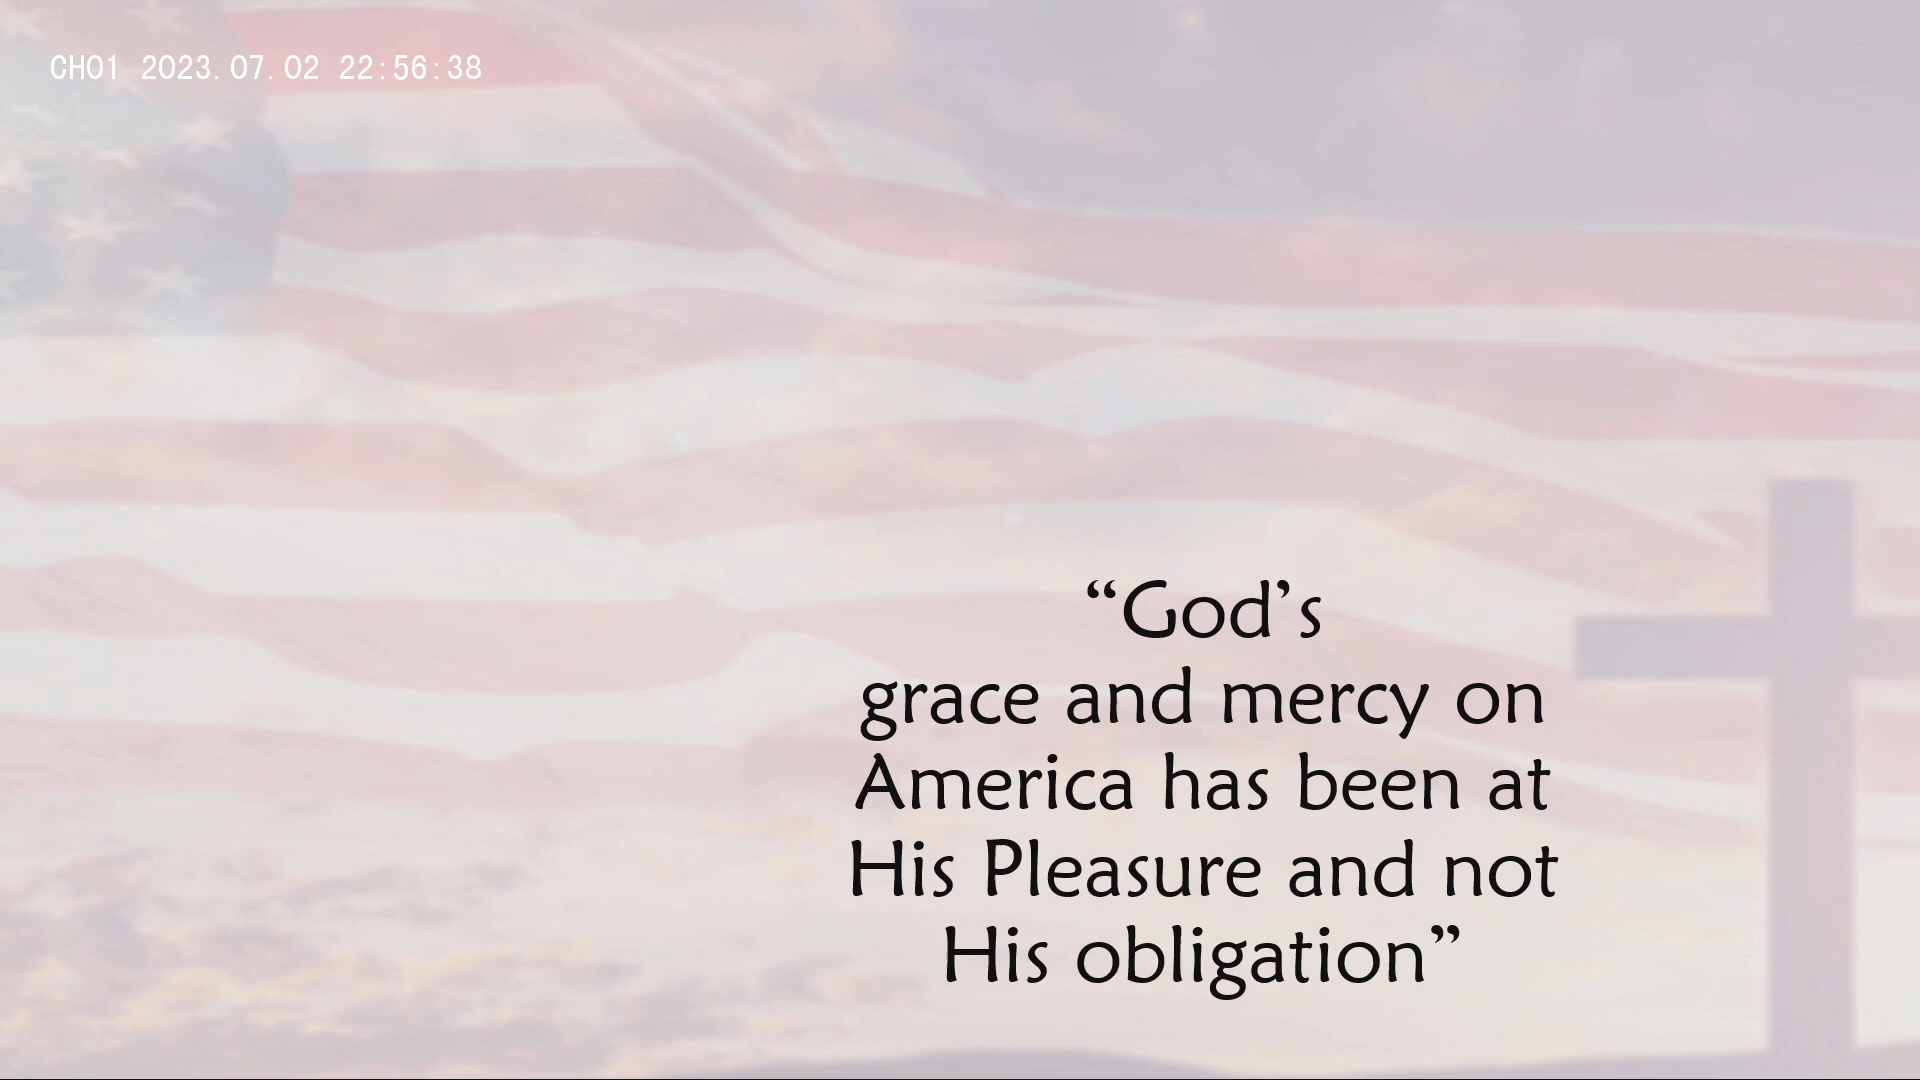 CH01 2023.07.02 22:56:38
“God’s
grace and mercy on
America has been at
His Pleasure and not
His obligation”